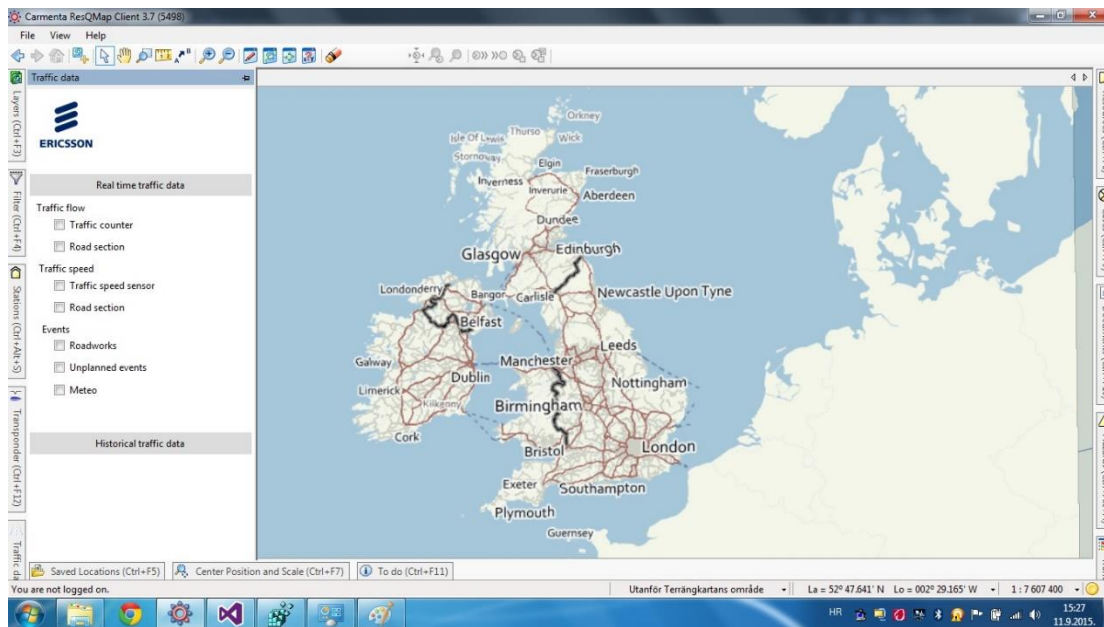 Carmenta ResQMap Client 3.7 (5498)
File View Help
Traffic data
Layers (Ctrl+F3)
Filter (Ctrl+F4)
Stations (Ctrl+Alt+S)
Transponder (Ctrl+F12)
ERICSSON
Real time traffic data
Traffic flow
Traffic counter
Road section
Traffic speed
Traffic speed sensor
Road section
Events
Roadworks
Unplanned events
Meteo
Historical traffic data
Orkney
Isle Of Lewis
Thurso
Wick
Stornoway
Elgin
Fraserburgh
Inverness
Inverurie
Aberdeen
Dundee
Glasgow
Edinburgh
Londonderry
Bangor
Carlisle
Newcastle Upon Tyne
Belfast
Leeds
Galway
Manchester
Dublin
Nottingham
Limerick
Kilkenny
Birmingham
Cork
Bristol
London
Exeter
Southampton
Plymouth
Guernsey
Saved Locations (Ctrl+F5)
Center Position and Scale (Ctrl+F7)
To do (Ctrl+F11)
You are not logged on.
Utanför Terrängkartans område
La = 52º 47.641' N Lo = 002º 29.165' W
1 : 7 607 400
HR
15:27
11.9.2015.